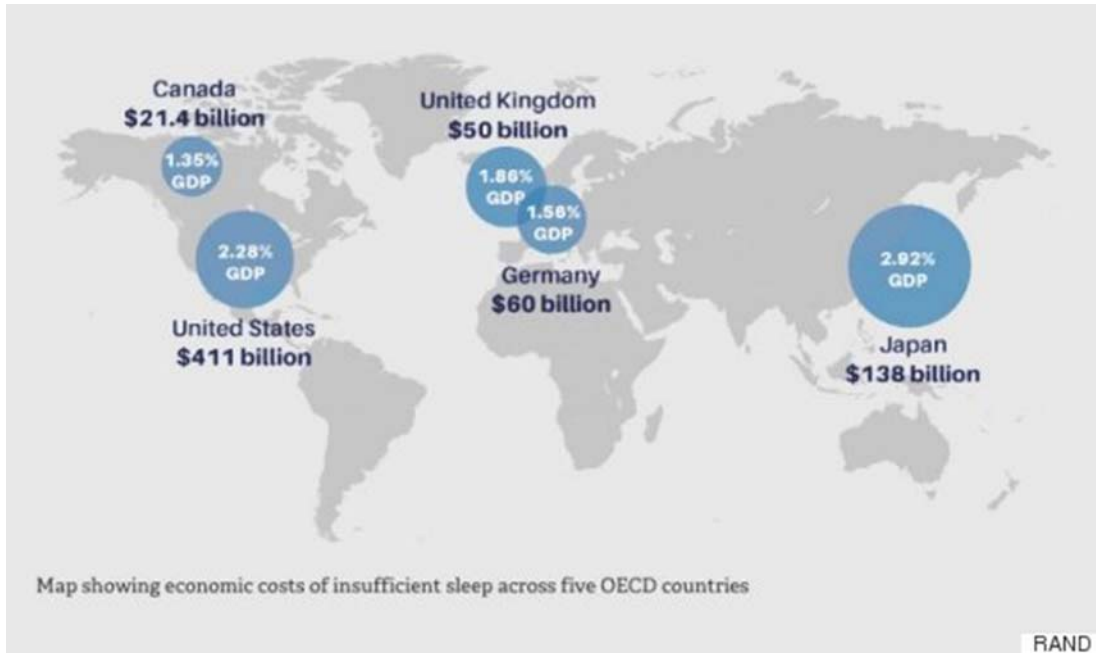 Canada
$21.4 billion
1.35%
GDP
United Kingdom
$50 billion
1.86%
GDP
1.56%
GDP
Germany
$60 billion
2.28%
GDP
United States
$411 billion
2.92%
GDP
Japan
$138 billion
Map showing economic costs of insufficient sleep across five OECD countries
RAND